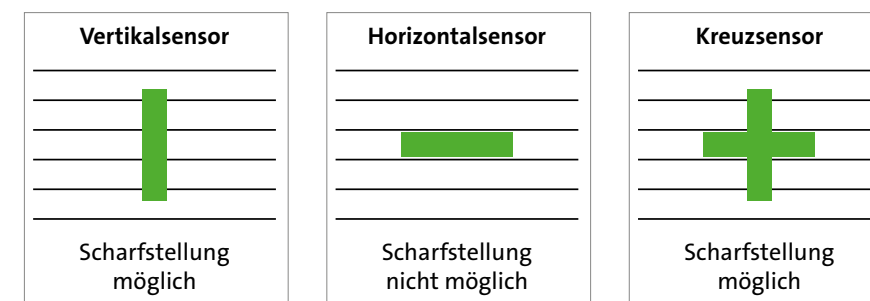 Vertikalsensor
Scharfstellung
möglich
Horizontalsensor
Scharfstellung
nicht möglich
Kreuzsensor
Scharfstellung
möglich